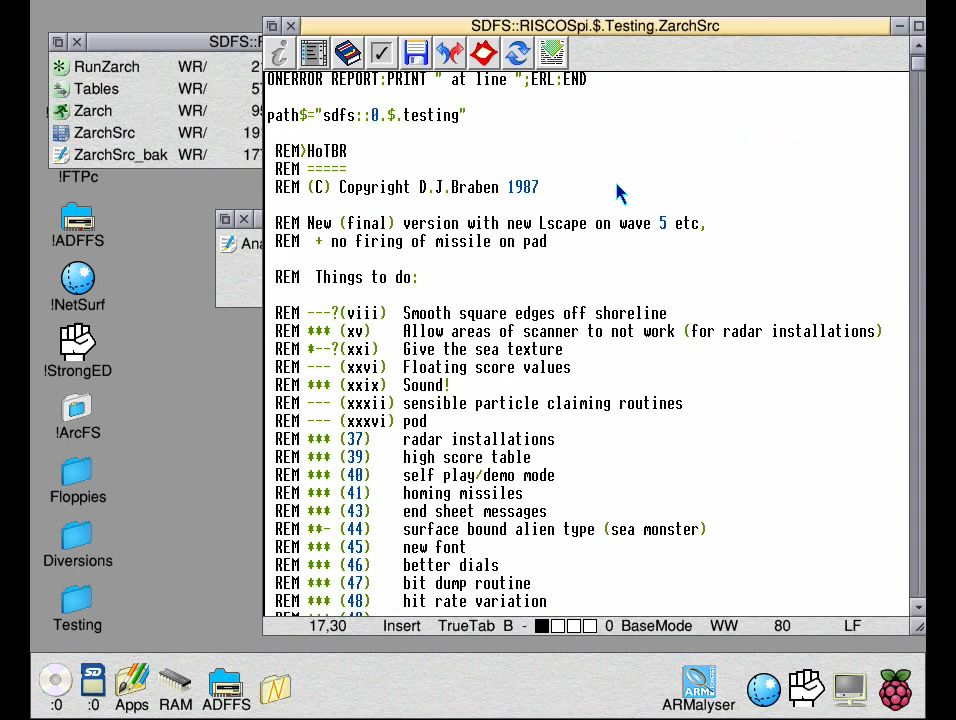 SDFS::R
RunZarch WR/ 2
Tables WR/ 5
Zarch WR/ 9
ZarchSrc WR/ 19
ZarchSrc_bak WR/ 17
!FTPc
!ADFFS
!NetSurf
!StrongED
!ArcFS
Floppies
Diversions
Testing
Ana
SDFS::RISCOSpi.$.Testing.ZarchSrc
ONERROR REPORT:PRINT " at line ";ERL:END
path$="sdfs::0.$.testing"
REM>HoTBR
REM =====
REM (C) Copyright D.J.Braben 1987
REM New (final) version with new Lscape on wave 5 etc,
REM + no firing of missile on pad
REM Things to do:
REM ---?(viii) Smooth square edges off shoreline
REM *** (xv) Allow areas of scanner to not work (for radar installations)
REM *--?(xxi) Give the sea texture
REM --- (xxvi) Floating score values
REM *** (xxix) Sound!
REM --- (xxxii) sensible particle claiming routines
REM --- (xxxvi) pod
REM *** (37) radar installations
REM *** (39) high score table
REM *** (40) self play/demo mode
REM *** (41) homing missiles
REM *** (43) end sheet messages
REM **- (44) surface bound alien type (sea monster)
REM *** (45) new font
REM *** (46) better dials
REM *** (47) bit dump routine
REM *** (48) hit rate variation
17,30 Insert TrueTab B - 0 BaseMode WW 80 LF
:0 SD :0 Apps RAM ADFFS ARM ARMalyser